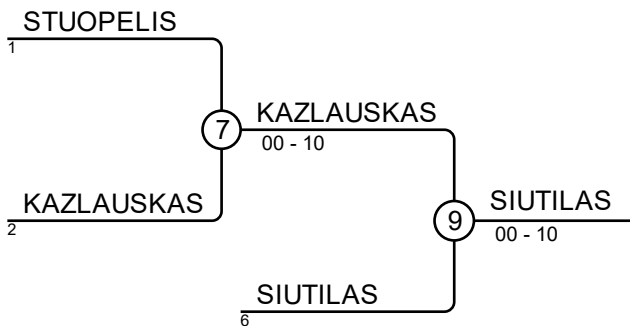 STUOPELIS
1
7
KAZLAUSKAS
00 - 10
KAZLAUSKAS
2
9
SIUTILAS
00 - 10
SIUTILAS
6